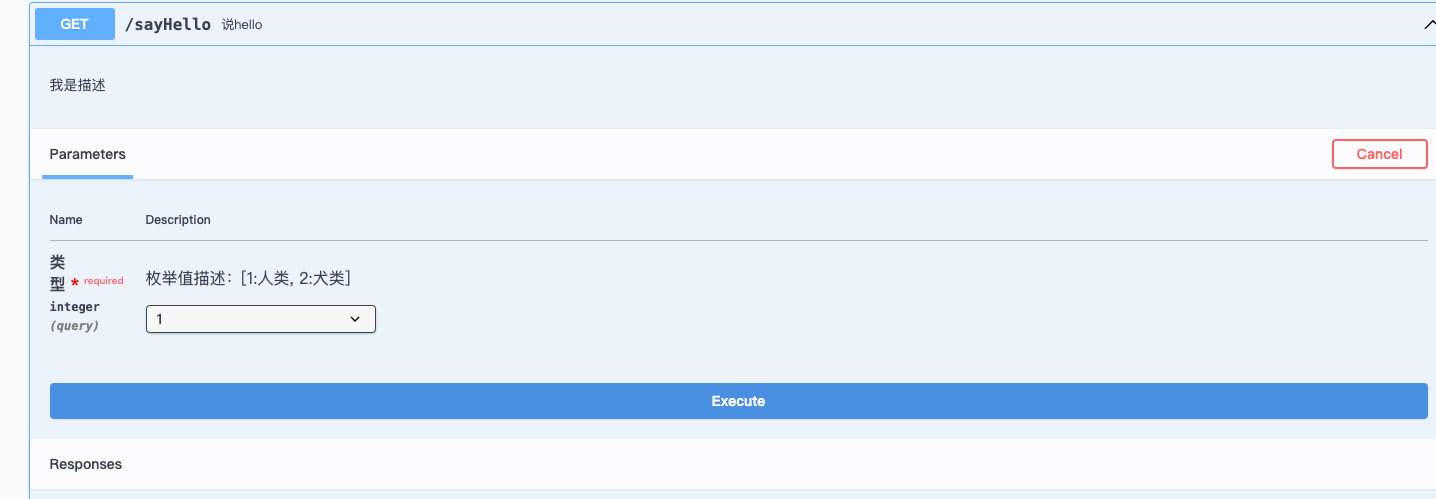 GET /sayHello 说hello
我是描述
Parameters Cancel
Name Description
类
型 * required
integer
(query)
枚举值描述：[1:人类, 2:犬类]
1
Execute
Responses